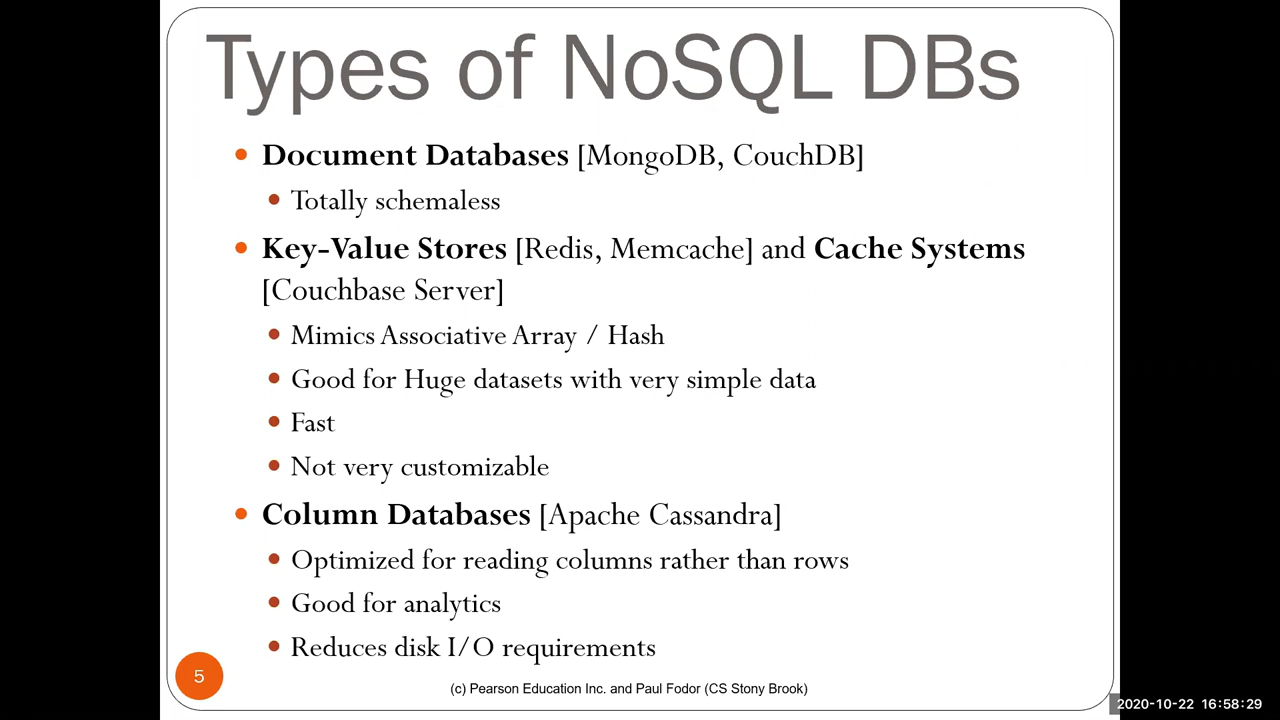 Types of NoSQL DBs
• Document Databases [MongoDB, CouchDB]
• Totally schemaless
• Key-Value Stores [Redis, Memcache] and Cache Systems
[Couchbase Server]
• Mimics Associative Array / Hash
• Good for Huge datasets with very simple data
• Fast
• Not very customizable
• Column Databases [Apache Cassandra]
• Optimized for reading columns rather than rows
• Good for analytics
• Reduces disk I/O requirements
5
(c) Pearson Education Inc. and Paul Fodor (CS Stony Brook)
2020-10-22 16:58:29